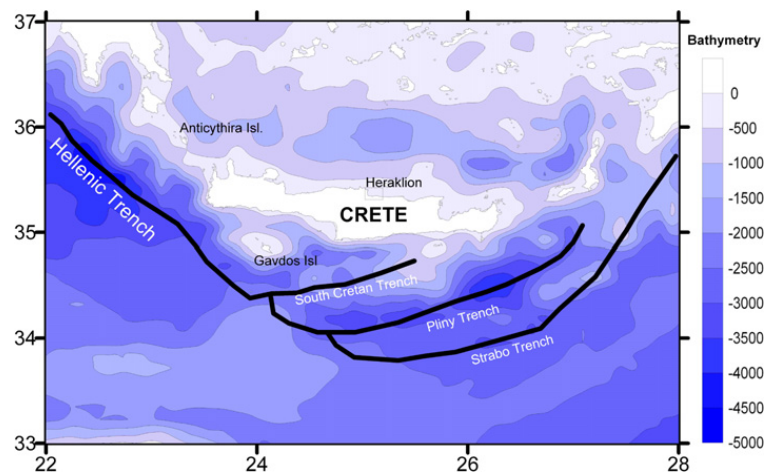 37
36
35
34
33
22
24
26
28
Anticythira Isl.
Hellenic Trench
Heraklion
CRETE
Gavdos Isl
South Cretan Trench
Pliny Trench
Strabo Trench
Bathymetry
0
-500
-1000
-1500
-2000
-2500
-3000
-3500
-4000
-4500
-5000